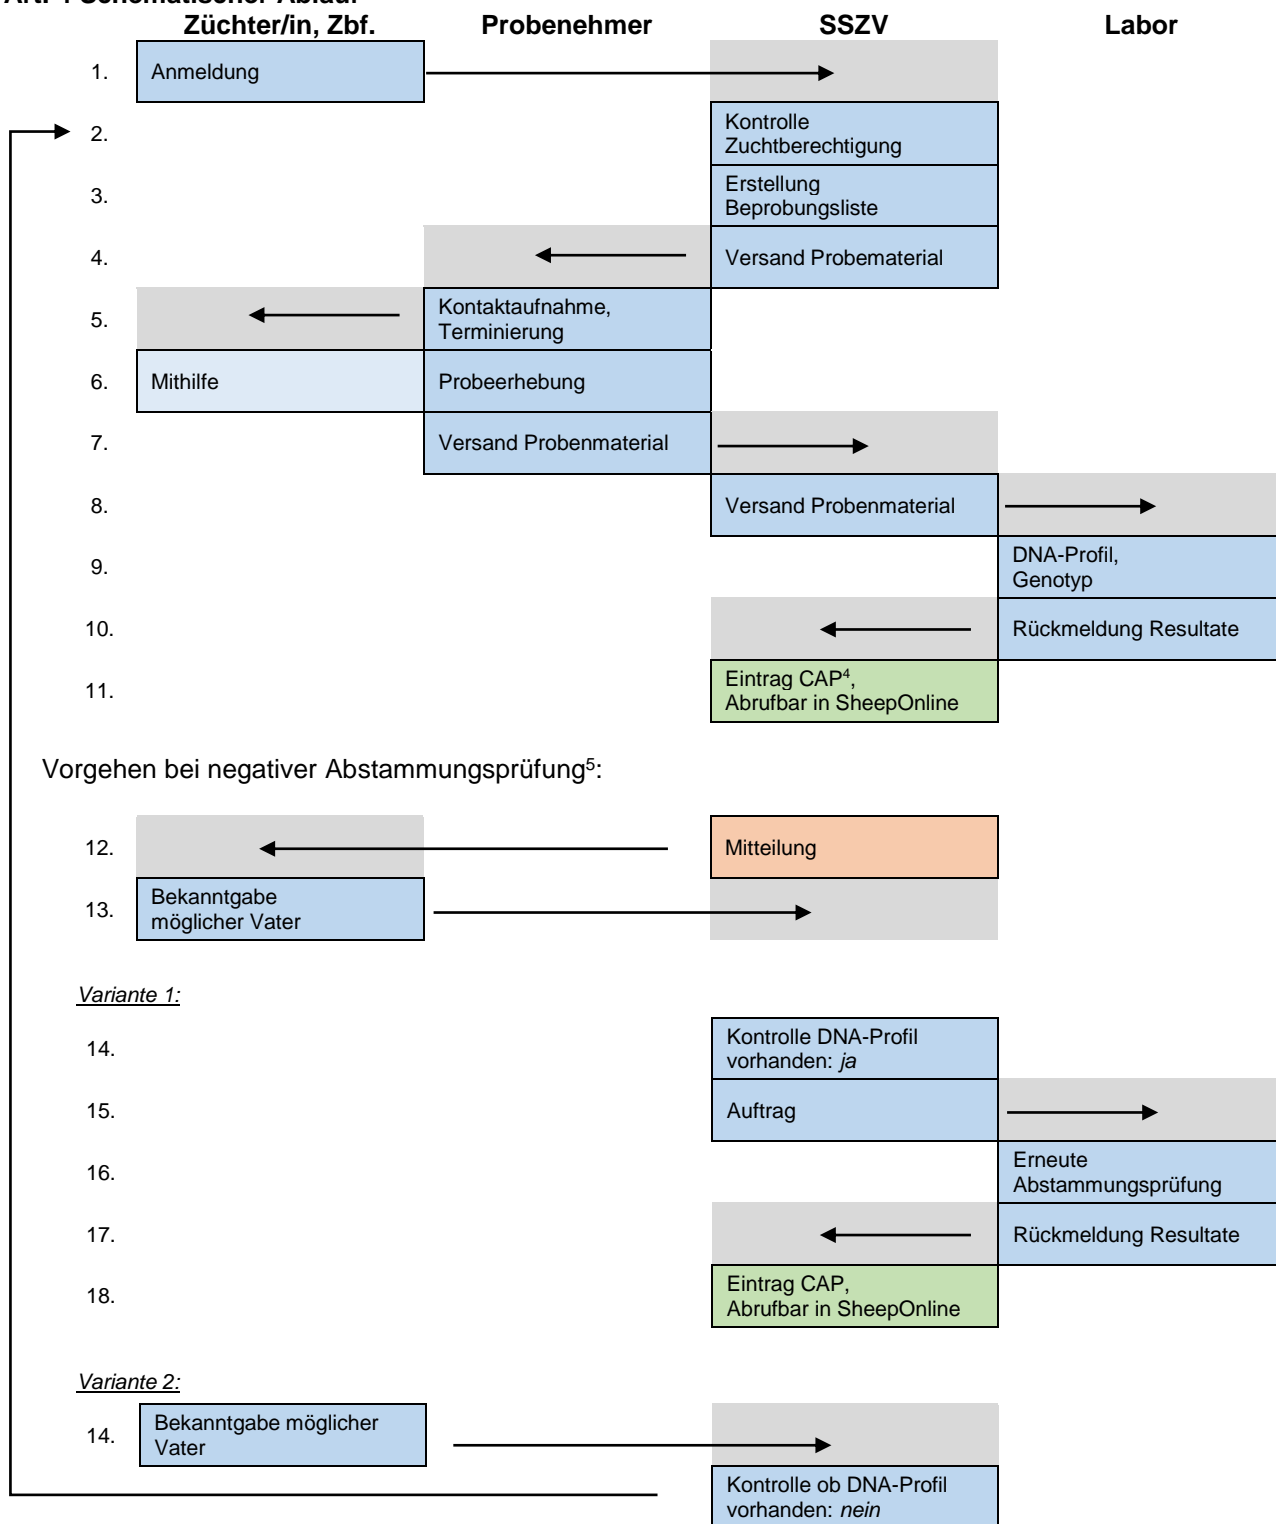 Art. 4 Schematischer Ablauf
Züchter/in, Zbf. Probenehmer SSZV Labor
1. Anmeldung
2. Kontrolle
Zuchtberechtigung
3. Erstellung
Beprobungsliste
4. Versand Probematerial
5. Kontaktaufnahme,
Terminierung
6. Mithilfe Probeerhebung
7. Versand Probenmaterial
8. Versand Probenmaterial
9. DNA-Profil,
Genotyp
10. Rückmeldung Resultate
11. Eintrag CAP⁴,
Abrufbar in SheepOnline
Vorgehen bei negativer Abstammungsprüfung⁵:
12. Mitteilung
13. Bekanntgabe
möglicher Vater
Variante 1:
14. Kontrolle DNA-Profil
vorhanden: ja
15. Auftrag
16. Erneute
Abstammungsprüfung
17. Rückmeldung Resultate
18. Eintrag CAP,
Abrufbar in SheepOnline
Variante 2:
14. Bekanntgabe möglicher
Vater
Kontrolle ob DNA-Profil
vorhanden: nein